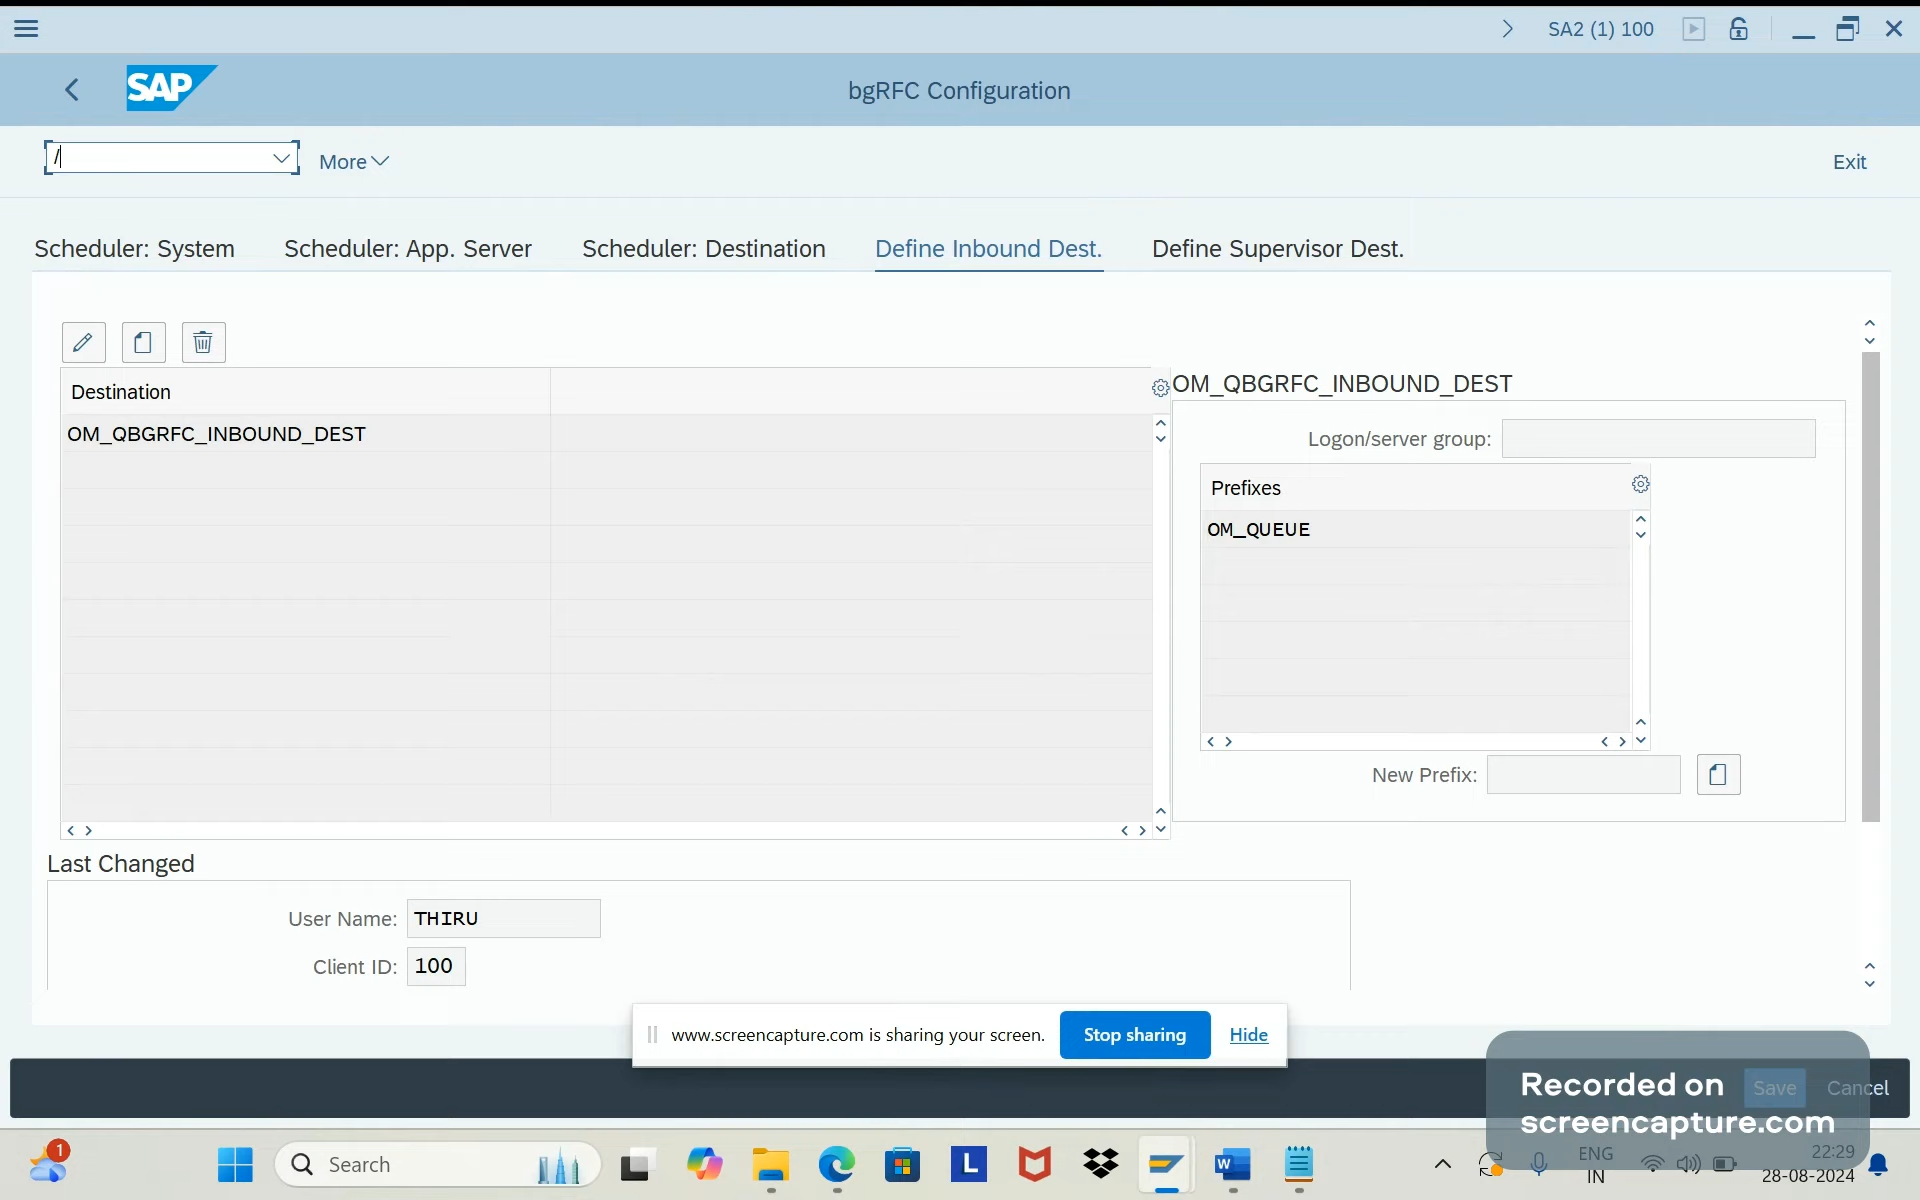 SA2 (1) 100
SAP
bgRFC Configuration
/
More
Exit
Scheduler: System
Scheduler: App. Server
Scheduler: Destination
Define Inbound Dest.
Define Supervisor Dest.
Destination
OM_QBGRFC_INBOUND_DEST
OM_QBGRFC_INBOUND_DEST
Logon/server group:
Prefixes
OM_QUEUE
New Prefix:
Last Changed
User Name: THIRU
Client ID: 100
www.screencapture.com is sharing your screen.
Stop sharing
Hide
Save
Cancel
Recorded on
screencapture.com
1
Search
L
W
ENG
IN
22:29
28-08-2024